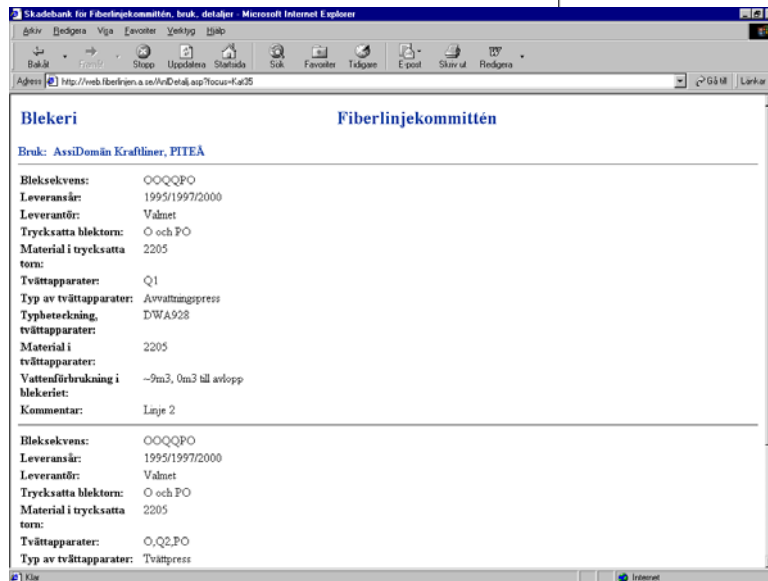 Skadebank för Fiberlinjekommittén, bruk, detaljer - Microsoft Internet Explorer
Arkiv Redigera Visa Favoriter Verktyg Hjälp
Bakåt Framåt Stopp Uppdatera Startsida Sök Favoriter Tidigare E-post Skriv ut Redigera
Adress http://web.fiberlinjen.a.se/AnlDetalj.asp?focus=Kat35 Gå till Länkar
Blekeri Fiberlinjekommittén
Bruk: AssiDomän Kraftliner, PITEÅ
Bleksekvens: OOQQPO
Leveransår: 1995/1997/2000
Leverantör: Valmet
Trycksatta blektorn: O och PO
Material i trycksatta 2205
torn:
Tvättapparater: Q1
Typ av tvättapparater: Avvattningspress
Typbeteckning, DWA928
tvättapparater:
Material i 2205
tvättapparater:
Vattenförbrukning i ~9m3, 0m3 till avlopp
blekeriet:
Kommentar: Linje 2
Bleksekvens: OOQQPO
Leveransår: 1995/1997/2000
Leverantör: Valmet
Trycksatta blektorn: O och PO
Material i trycksatta 2205
torn:
Tvättapparater: O,Q2,PO
Typ av tvättapparater: Tvättpress
Klar Internet